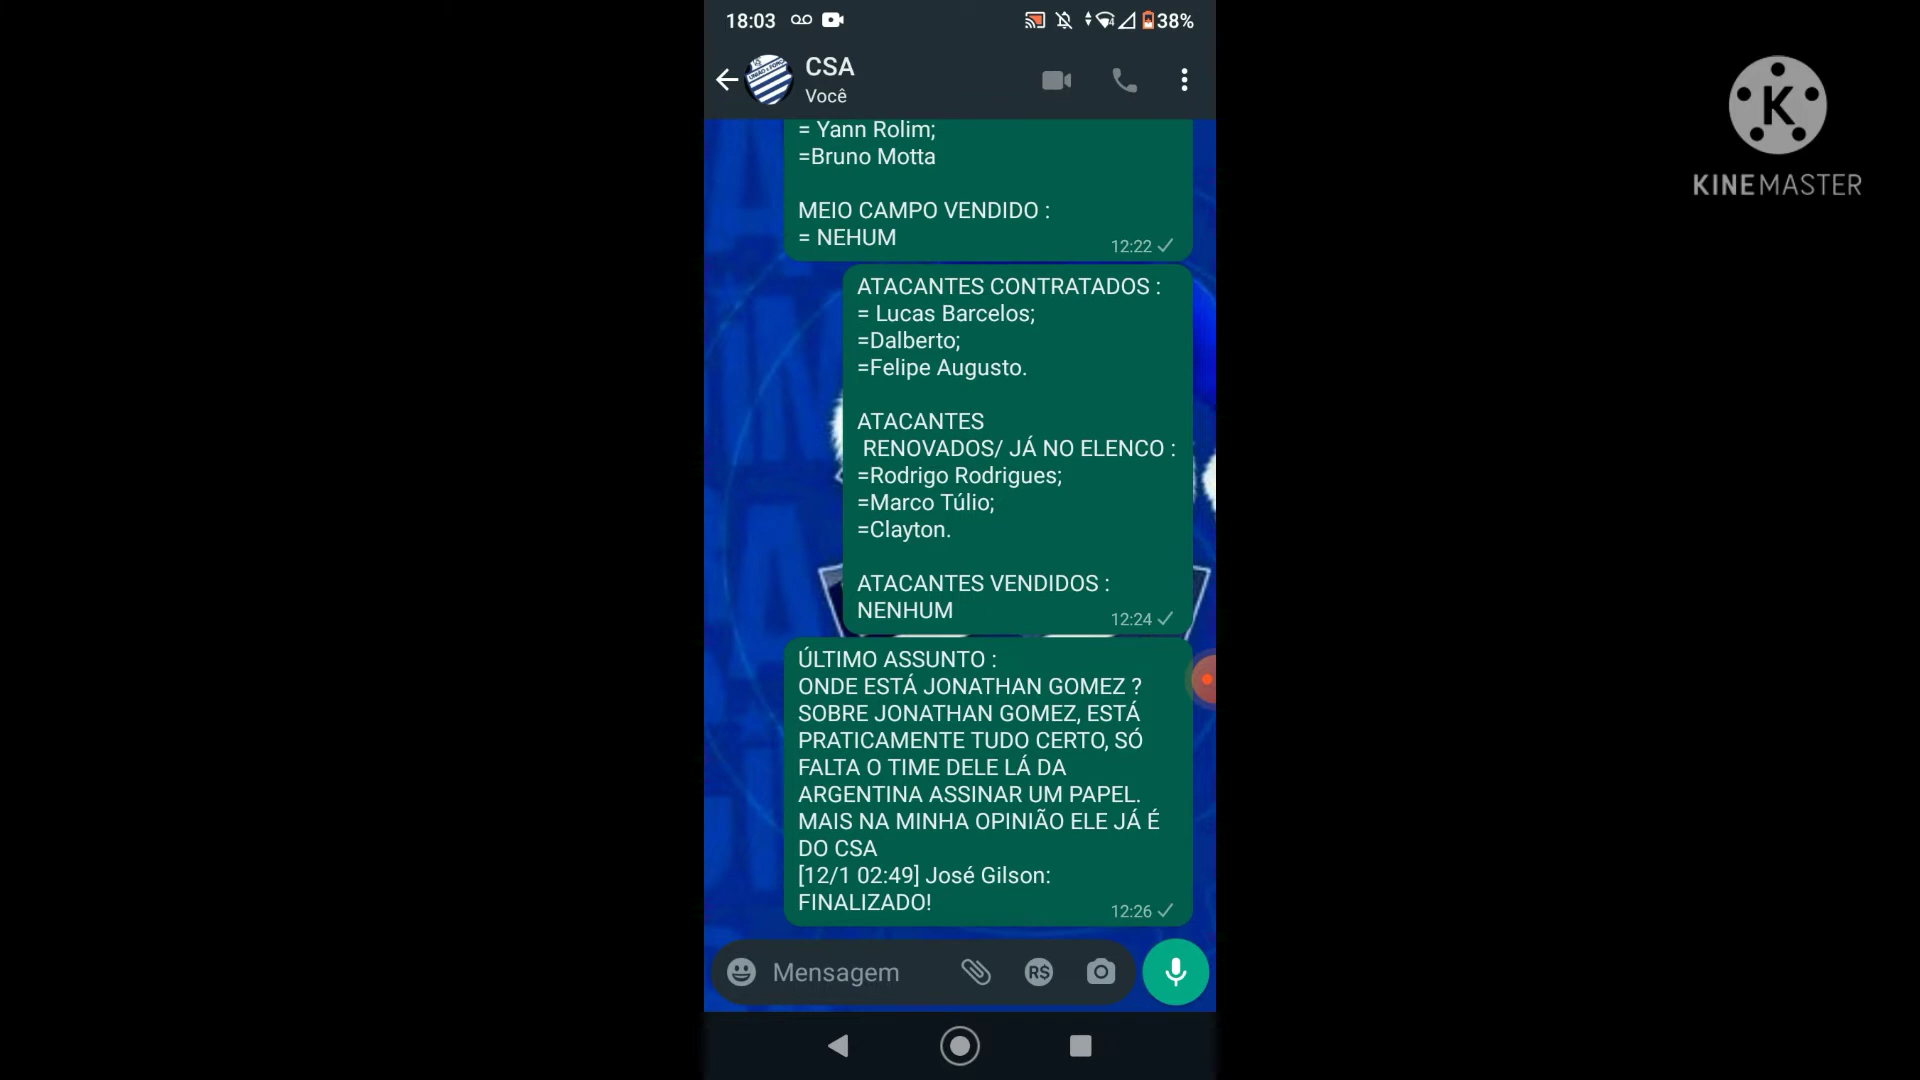 18:03
38%
CSA
Você
= Yann Rolim;
=Bruno Motta
MEIO CAMPO VENDIDO :
= NEHUM
12:22
ATACANTES CONTRATADOS :
= Lucas Barcelos;
=Dalberto;
=Felipe Augusto.
ATACANTES
RENOVADOS/ JÁ NO ELENCO :
=Rodrigo Rodrigues;
=Marco Túlio;
=Clayton.
ATACANTES VENDIDOS :
NENHUM
12:24
ÚLTIMO ASSUNTO :
ONDE ESTÁ JONATHAN GOMEZ ?
SOBRE JONATHAN GOMEZ, ESTÁ
PRATICAMENTE TUDO CERTO, SÓ
FALTA O TIME DELE LÁ DA
ARGENTINA ASSINAR UM PAPEL.
MAIS NA MINHA OPINIÃO ELE JÁ É
DO CSA
[12/1 02:49] José Gilson:
FINALIZADO!
12:26
Mensagem
R$
K
KINEMASTER